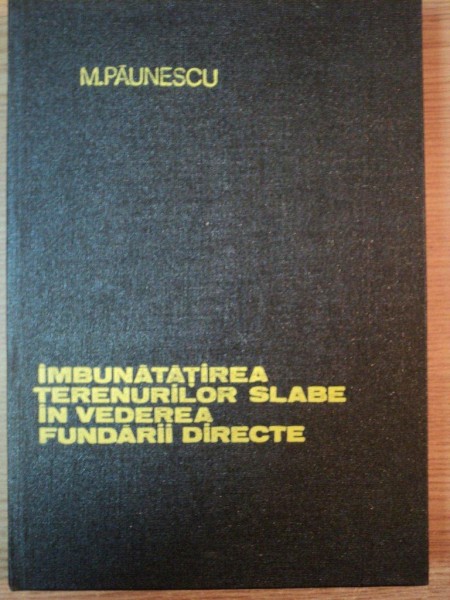 M.PĂUNESCU
ÎMBUNĂTĂȚIREA
TERENURILOR SLABE
ÎN VEDEREA
FUNDĂRII DIRECTE